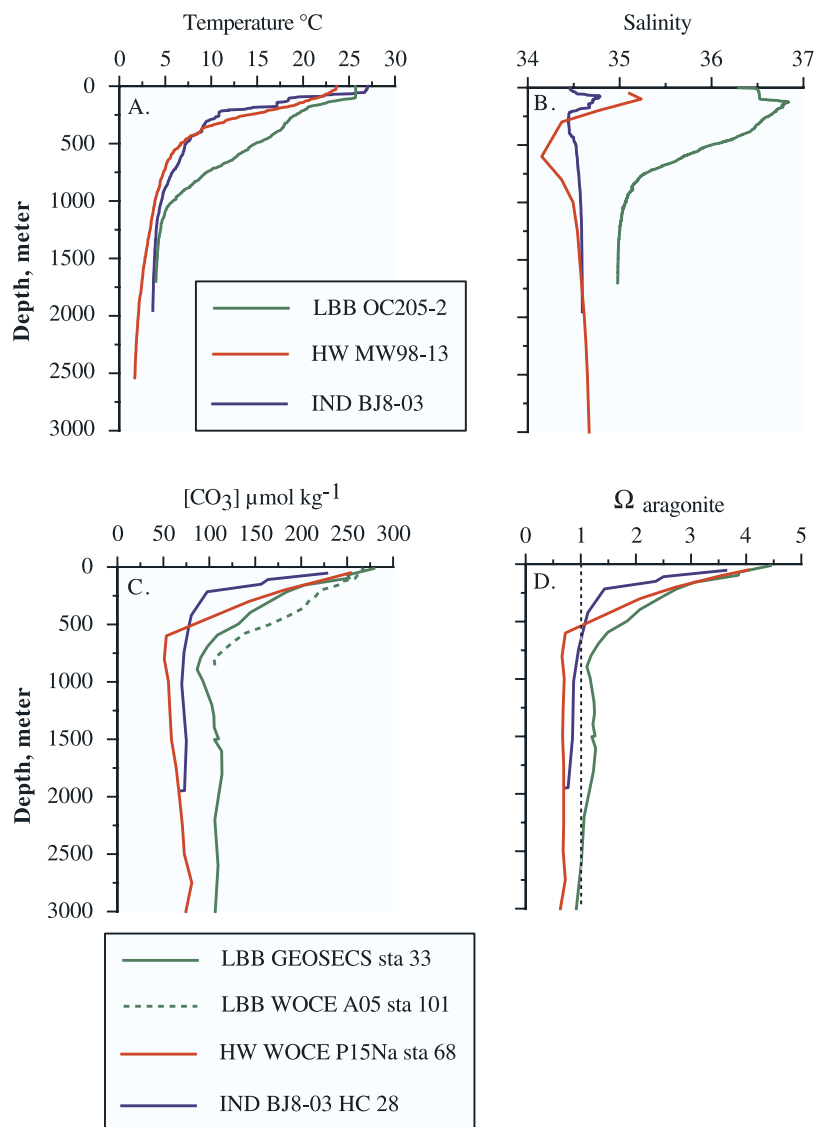 Temperature °C
0 5 10 15 20 25 30
Salinity
34 35 36 37
A.
B.
0
500
1000
1500
2000
2500
3000
Depth, meter
LBB OC205-2
HW MW98-13
IND BJ8-03
[CO3] µmol kg-1
0 50 100 150 200 250 300
Ω aragonite
0 1 2 3 4 5
C.
D.
0
500
1000
1500
2000
2500
3000
Depth, meter
LBB GEOSECS sta 33
LBB WOCE A05 sta 101
HW WOCE P15Na sta 68
IND BJ8-03 HC 28